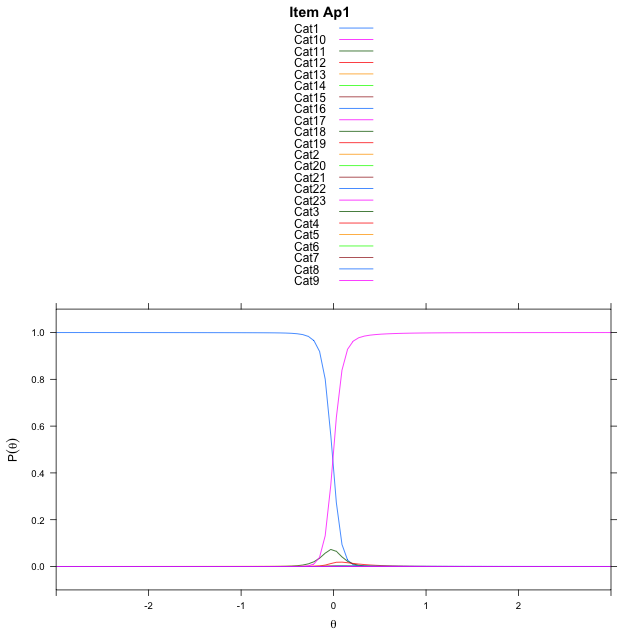 Item Ap1
Cat1
Cat10
Cat11
Cat12
Cat13
Cat14
Cat15
Cat16
Cat17
Cat18
Cat19
Cat2
Cat20
Cat21
Cat22
Cat23
Cat3
Cat4
Cat5
Cat6
Cat7
Cat8
Cat9
1.0
0.8
0.6
0.4
0.2
0.0
P(θ)
-2 -1 0 1 2
θ